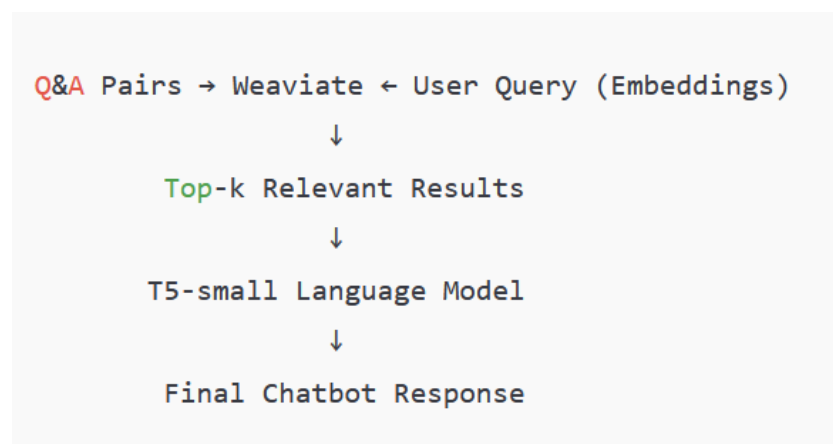 Q&A Pairs → Weaviate ← User Query (Embeddings)
↓
Top-k Relevant Results
↓
T5-small Language Model
↓
Final Chatbot Response